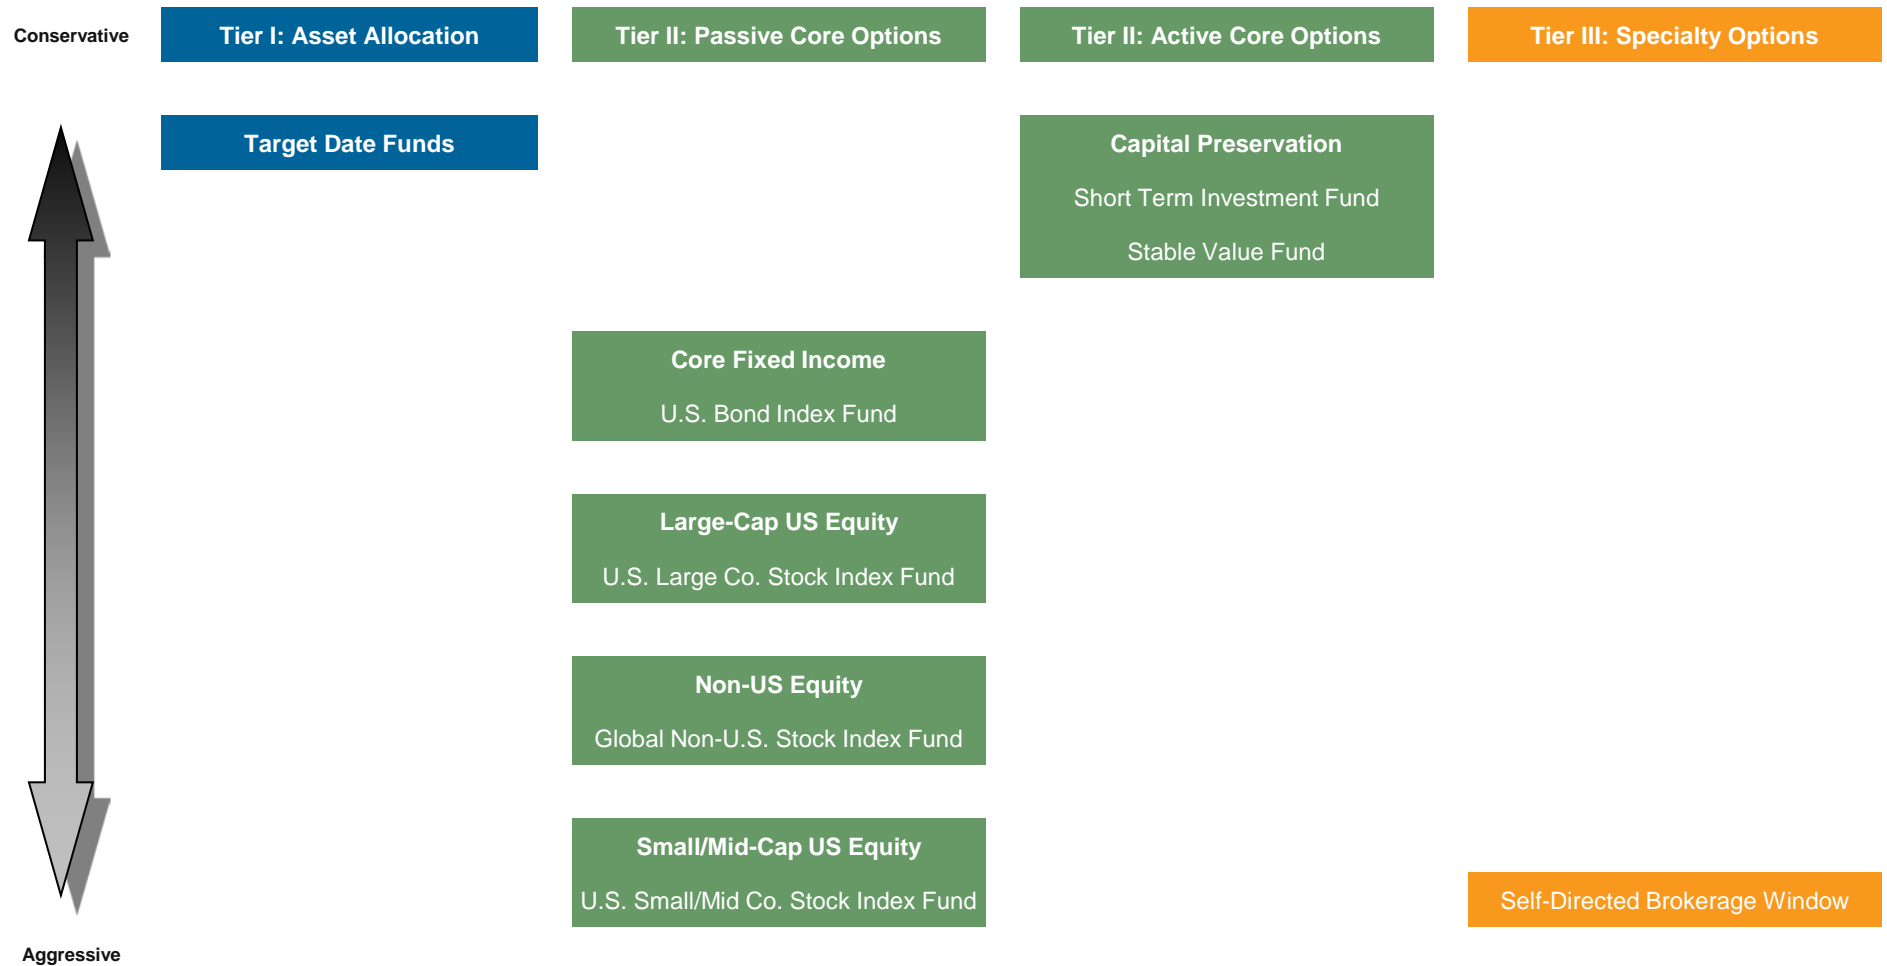 Conservative
Tier I: Asset Allocation
Tier II: Passive Core Options
Tier II: Active Core Options
Tier III: Specialty Options
Target Date Funds
Capital Preservation
Short Term Investment Fund
Stable Value Fund
Core Fixed Income
U.S. Bond Index Fund
Large-Cap US Equity
U.S. Large Co. Stock Index Fund
Non-US Equity
Global Non-U.S. Stock Index Fund
Small/Mid-Cap US Equity
U.S. Small/Mid Co. Stock Index Fund
Self-Directed Brokerage Window
Aggressive